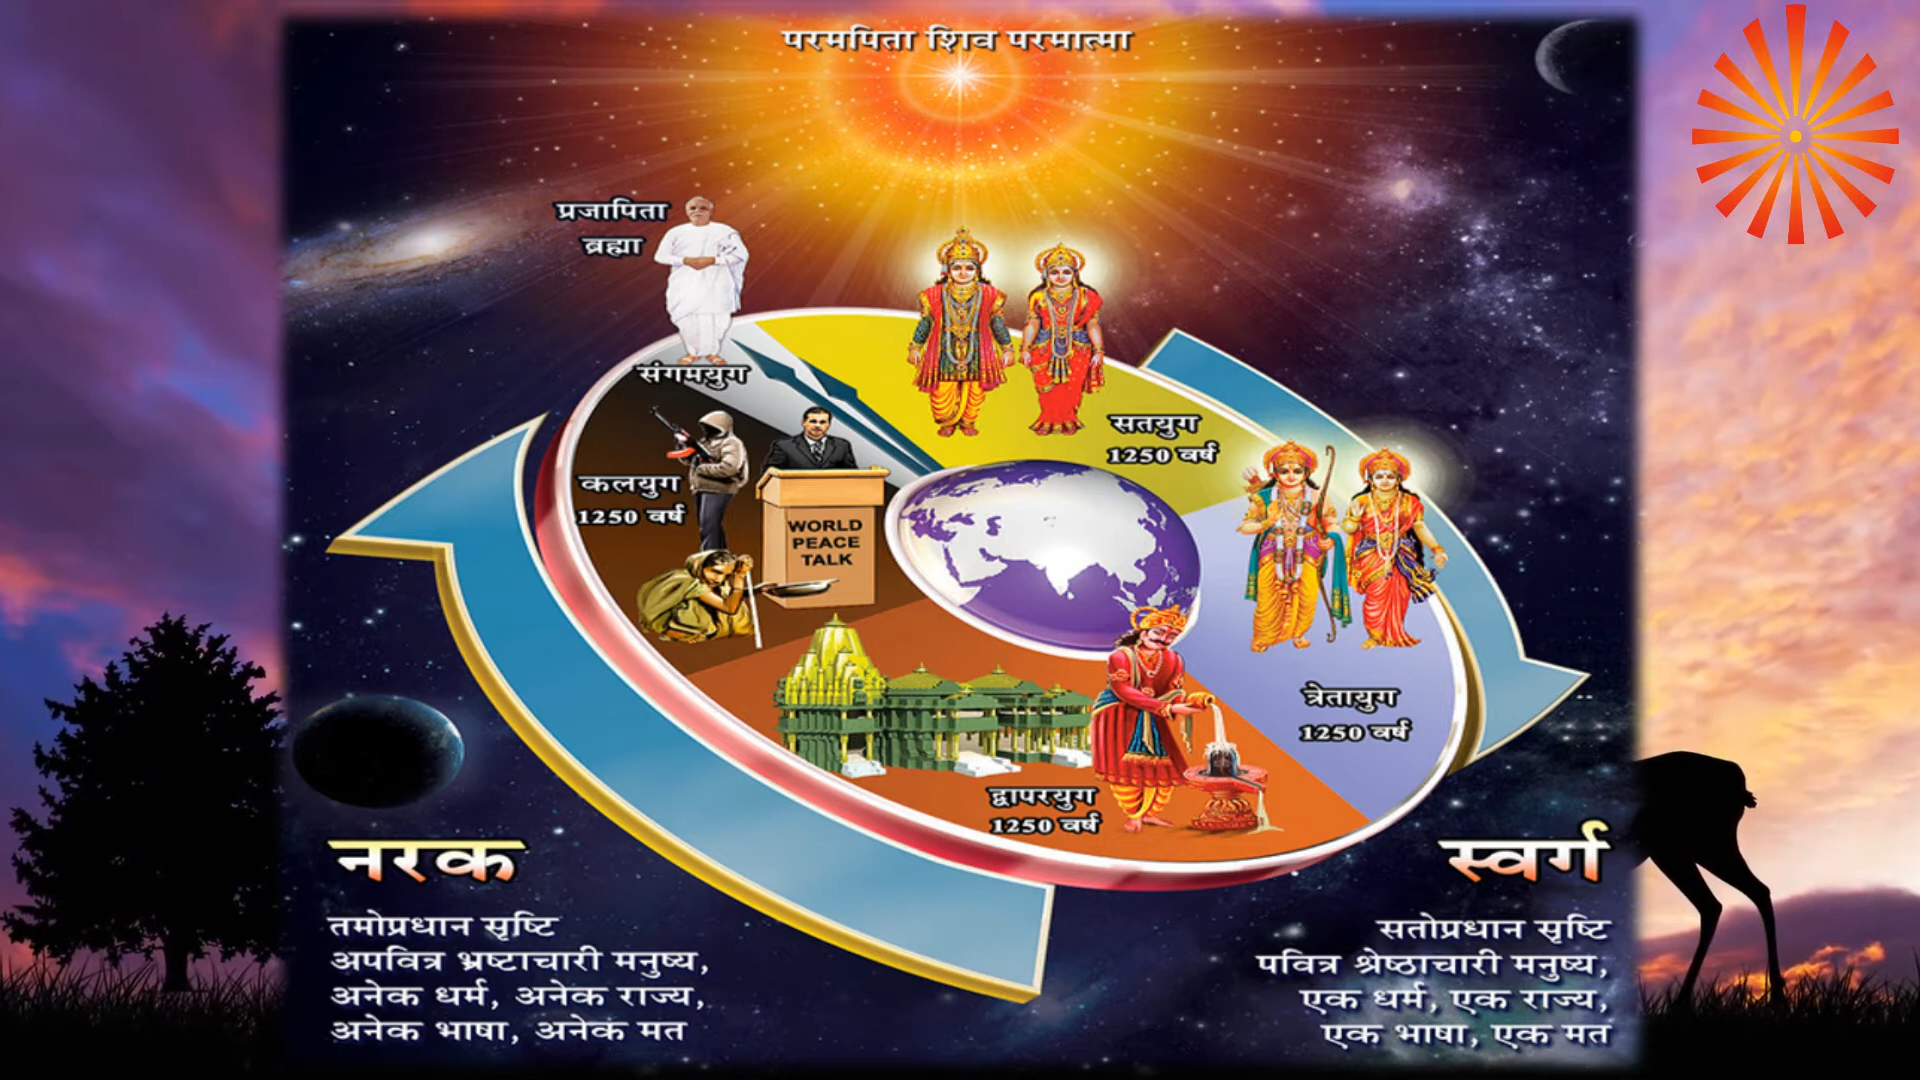 परमपिता शिव परमात्मा
प्रजापिता
ब्रह्मा
संगमयुग
सतयुग
1250 वर्ष
कलयुग
1250 वर्ष
WORLD
PEACE
TALK
त्रेतायुग
1250 वर्ष
द्वापरयुग
1250 वर्ष
नरक
तमोप्रधान सृष्टि
अपवित्र भ्रष्टाचारी मनुष्य,
अनेक धर्म, अनेक राज्य,
अनेक भाषा, अनेक मत
स्वर्ग
सतोप्रधान सृष्टि
पवित्र श्रेष्ठाचारी मनुष्य,
एक धर्म, एक राज्य,
एक भाषा, एक मत